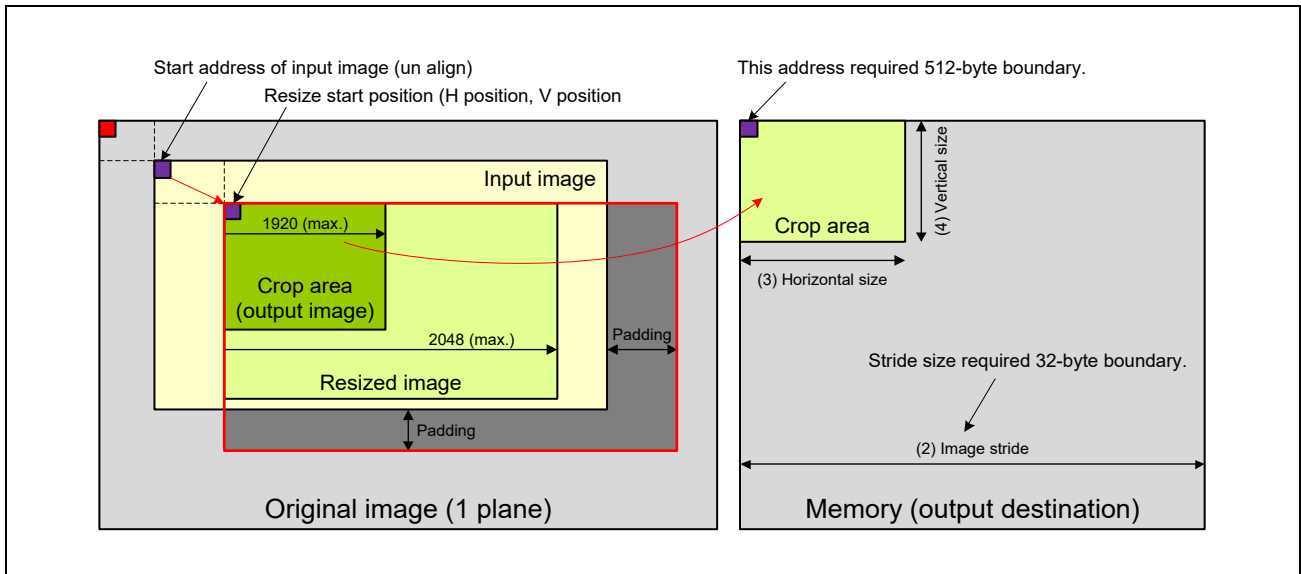 Start address of input image (un align)
Resize start position (H position, V position
This address required 512-byte boundary.
Input image
1920 (max.)
Crop area
(output image)
2048 (max.)
Resized image
Padding
Padding
Original image (1 plane)
Crop area
(4) Vertical size
(3) Horizontal size
Stride size required 32-byte boundary.
(2) Image stride
Memory (output destination)